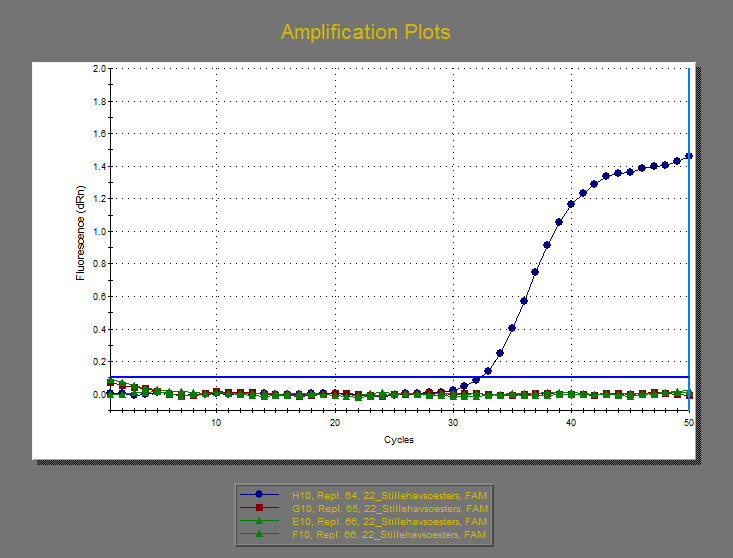 Amplification Plots
2.0
1.8
1.6
1.4
1.2
1.0
0.8
0.6
0.4
0.2
0.0
Fluorescence (dRn)
10
20
30
40
50
Cycles
H10, Repl. 64, 22_Stillehavsoesters, FAM
G10, Repl. 65, 22_Stillehavsoesters, FAM
E10, Repl. 66, 22_Stillehavsoesters, FAM
F10, Repl. 66, 22_Stillehavsoesters, FAM